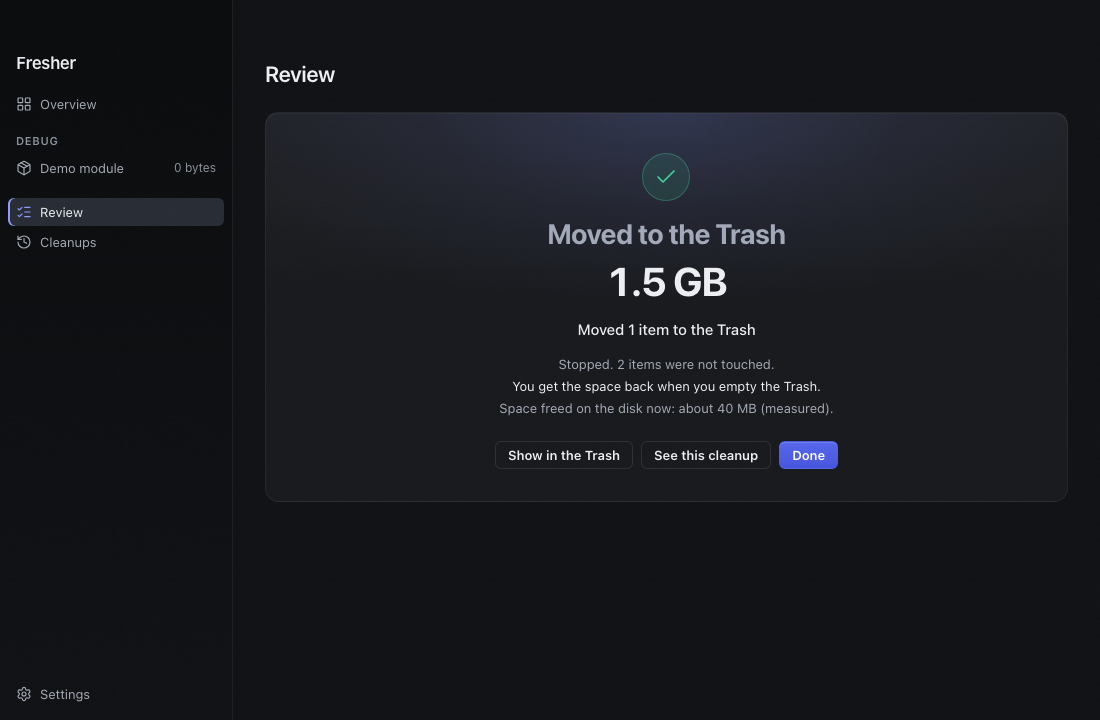 Fresher
Overview
DEBUG
Demo module 0 bytes
Review
Cleanups
Settings
Review
Moved to the Trash
1.5 GB
Moved 1 item to the Trash
Stopped. 2 items were not touched.
You get the space back when you empty the Trash.
Space freed on the disk now: about 40 MB (measured).
Show in the Trash See this cleanup Done